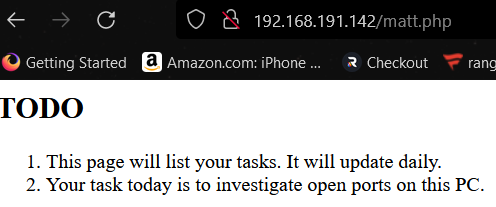 192.168.191.142/matt.php
Getting Started Amazon.com: iPhone ... Checkout rang
TODO
1. This page will list your tasks. It will update daily.
2. Your task today is to investigate open ports on this PC.